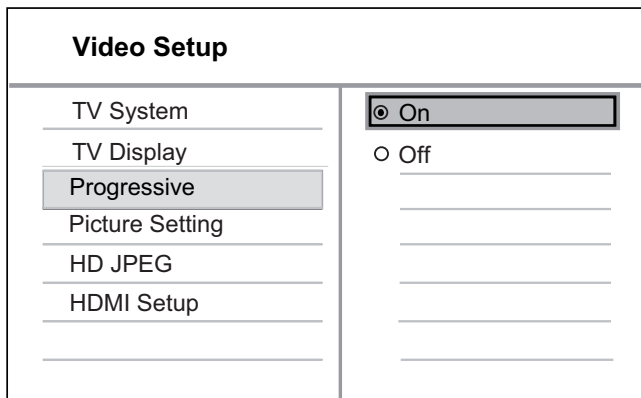 Video Setup
TV System
TV Display
Progressive
Picture Setting
HD JPEG
HDMI Setup
On
Off